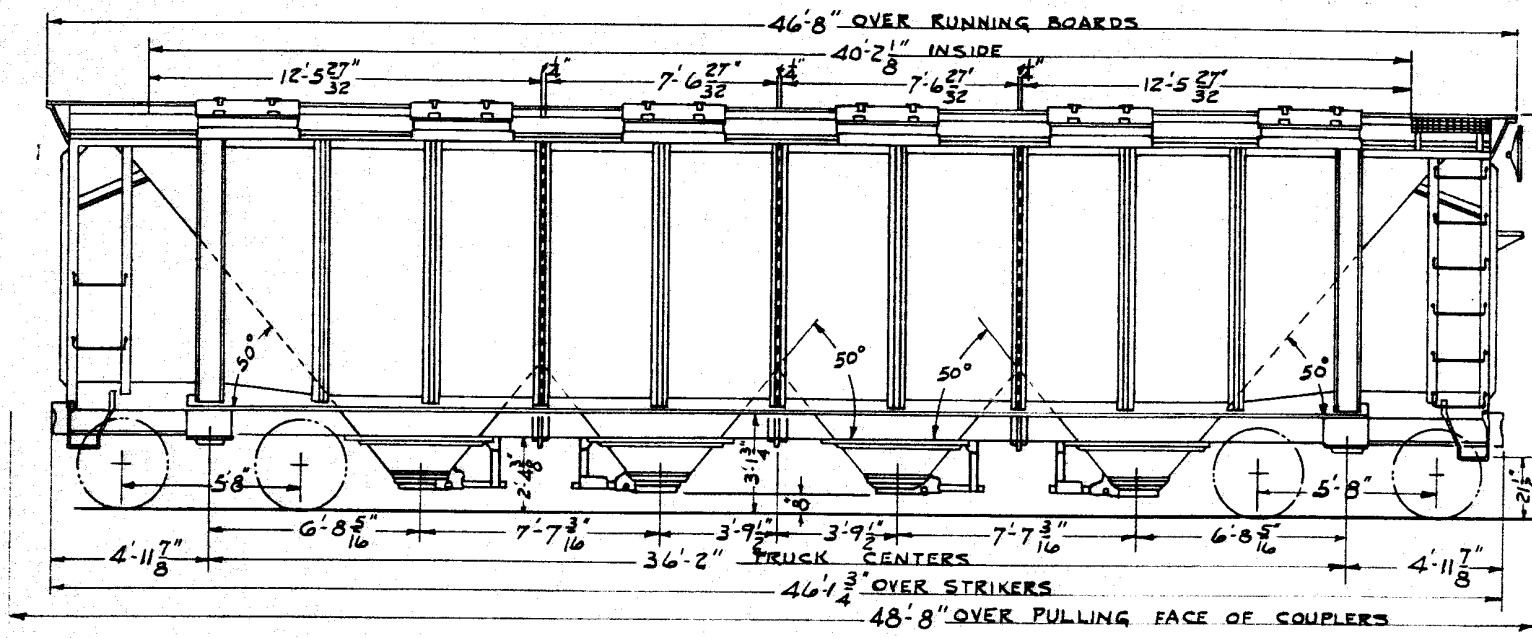 46'-8" OVER RUNNING BOARDS
40'-2 1/8" INSIDE
12'-5 27/32" 1/4" 7'-6 27/32" 1/4" 7'-6 27/32' 1/4" 12'-5 27/32'
50° 50° 50° 50°
2'-4 3/8" 3'-1 3/4" 8" 21 1/2"
5'8" 5'-8"
6'-8 5/16" 7'-7 3/16" 3'-9 1/2" 3'-9 1/2" 7'-7 3/16" 6'-8 5/16"
4'-11 7/8" 36'-2" TRUCK CENTERS 4'-11 7/8"
46'-1 3/4" OVER STRIKERS
48'-8" OVER PULLING FACE OF COUPLERS